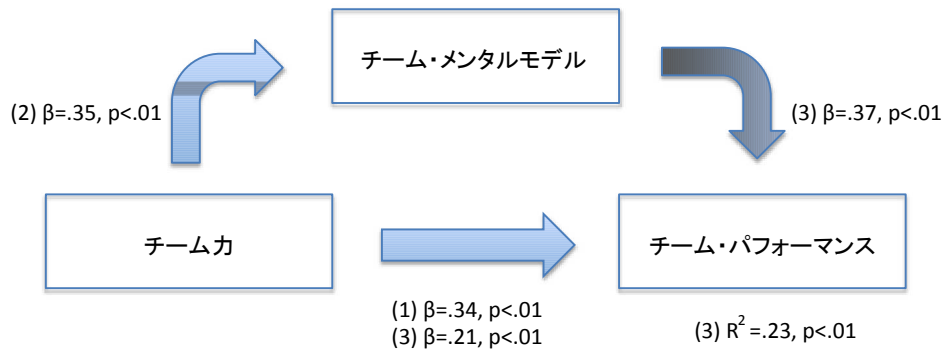 チーム・メンタルモデル
(2) β=.35, p<.01
(3) β=.37, p<.01
チーム力
チーム・パフォーマンス
(1) β=.34, p<.01
(3) β=.21, p<.01
(3) R² =.23, p<.01